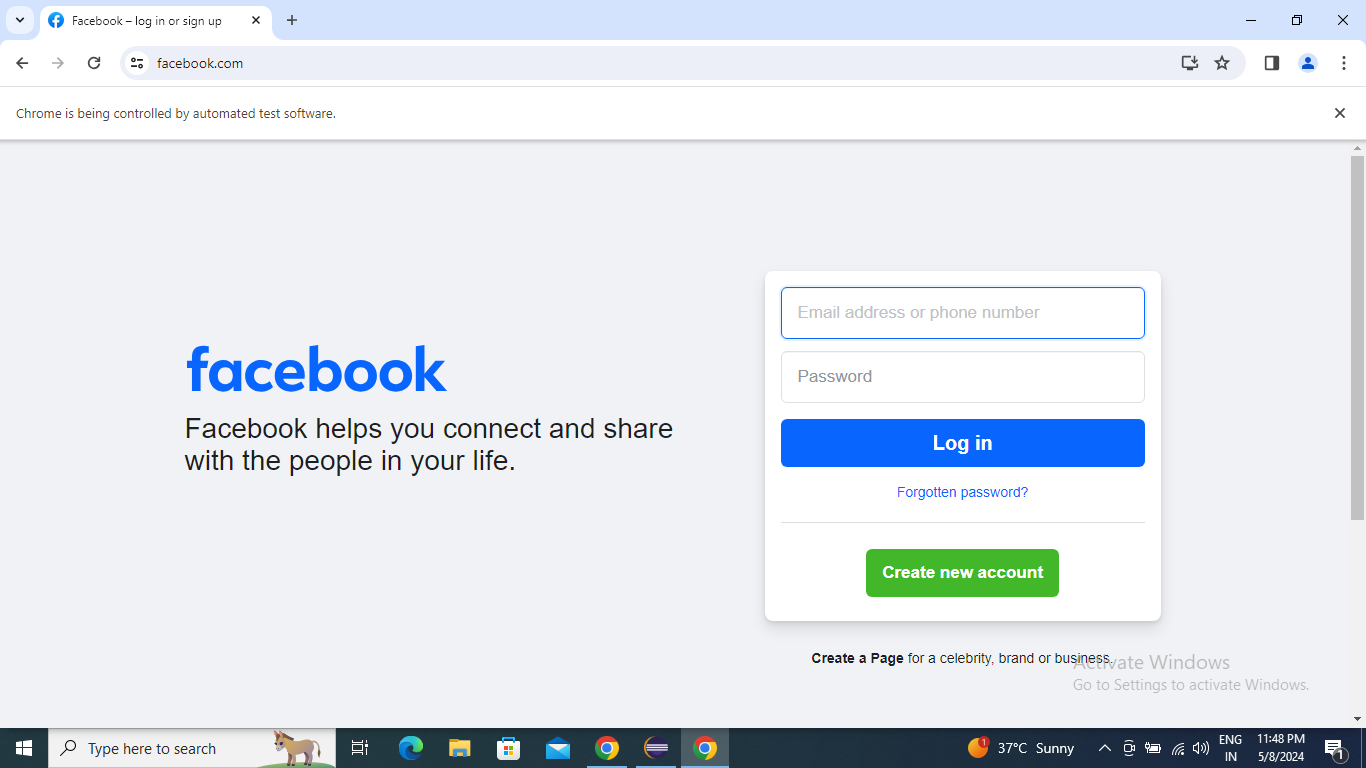 Facebook – log in or sign up
facebook.com
Chrome is being controlled by automated test software.
Email address or phone number
Password
Log in
Forgotten password?
Create new account
facebook
Facebook helps you connect and share
with the people in your life.
Create a Page for a celebrity, brand or business.
Activate Windows
Go to Settings to activate Windows.
Type here to search
1
37°C Sunny
ENG
IN
11:48 PM
5/8/2024
1